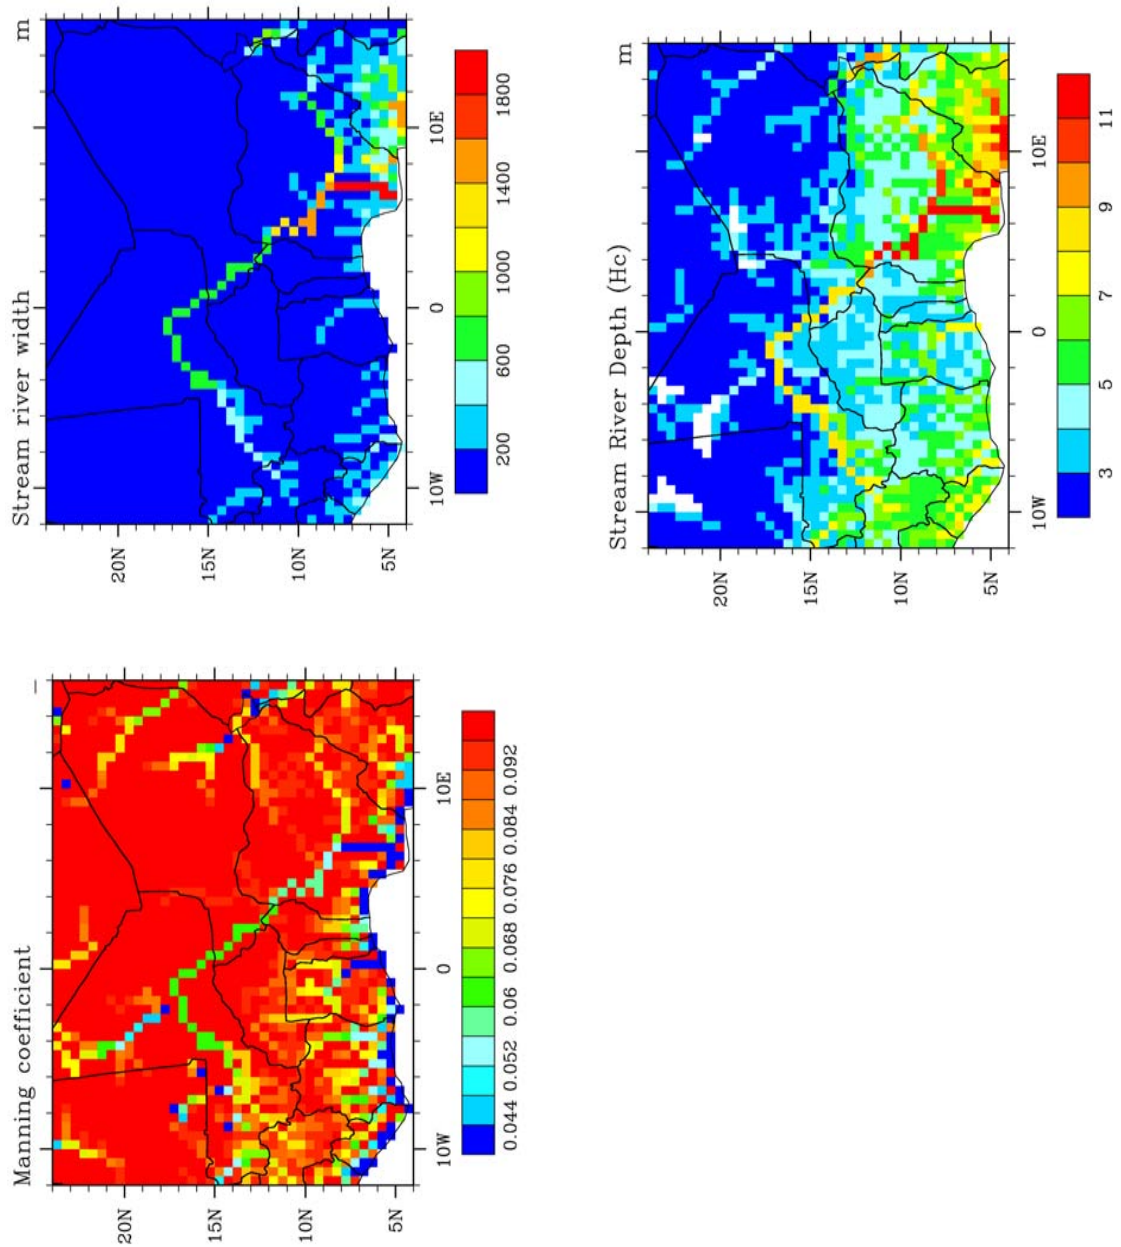 Manning coefficient –
20N
15N
10N
5N
10W 0 10E
0.044 0.052 0.06 0.068 0.076 0.084 0.092
Stream river width m
20N
15N
10N
5N
10W 0 10E
200 600 1000 1400 1800
Stream River Depth (Hc) m
20N
15N
10N
5N
10W 0 10E
3 5 7 9 11